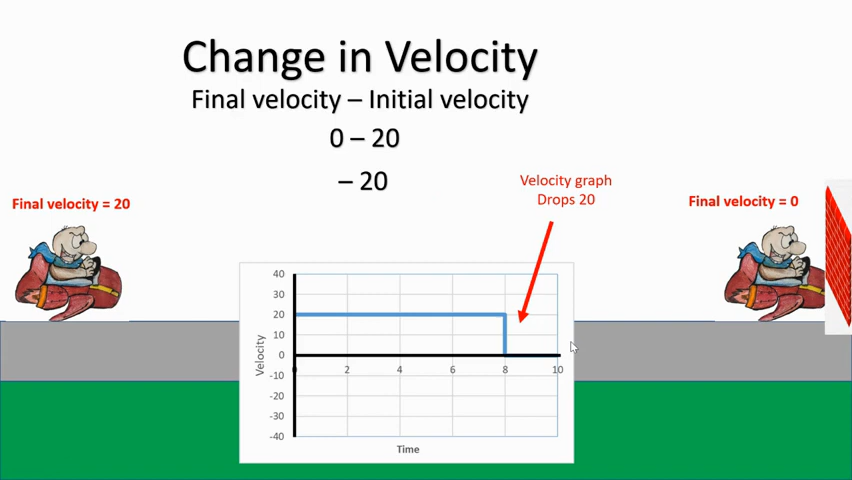 Change in Velocity
Final velocity – Initial velocity
0 – 20
– 20
Velocity graph
Drops 20
Final velocity = 20
Final velocity = 0
40
30
20
10
0
-10
-20
-30
-40
Velocity
0 2 4 6 8 10
Time